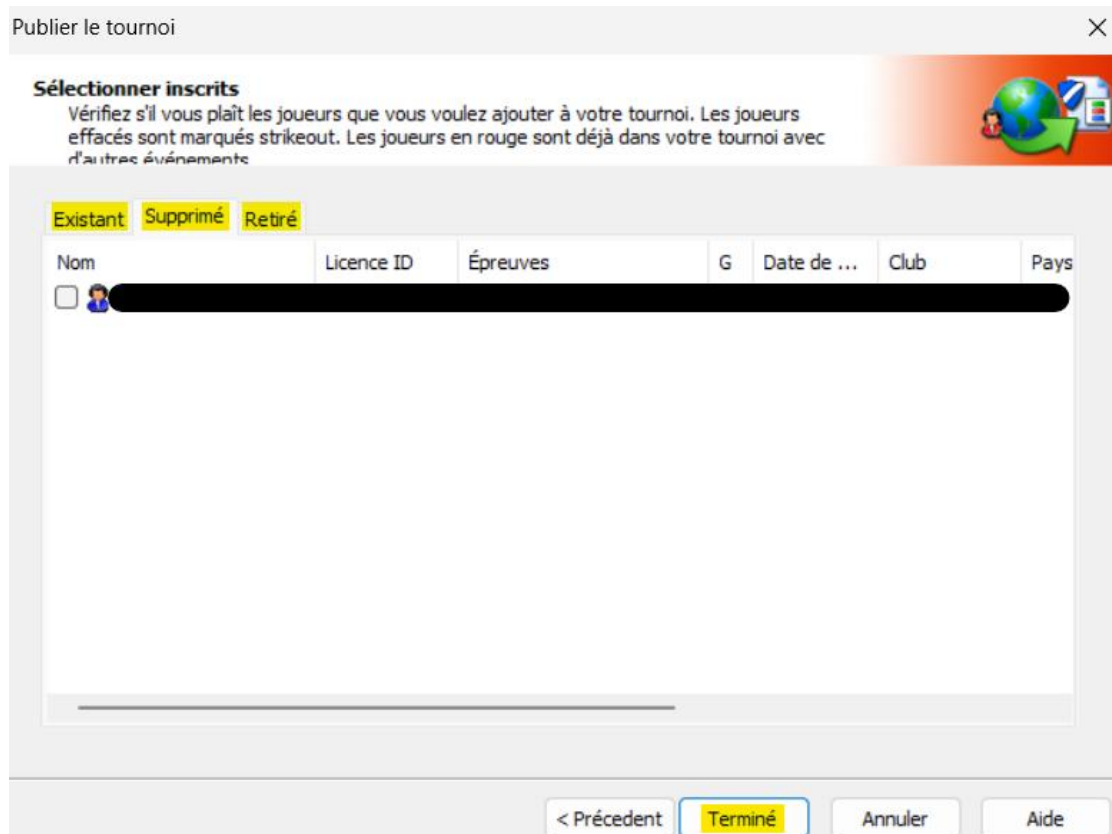 Publier le tournoi
Sélectionner inscrits
Vérifiez s'il vous plaît les joueurs que vous voulez ajouter à votre tournoi. Les joueurs
effacés sont marqués strikeout. Les joueurs en rouge sont déjà dans votre tournoi avec
d'autres événements.
Existant Supprimé Retiré
Nom Licence ID Épreuves G Date de ... Club Pays
< Précedent Terminé Annuler Aide